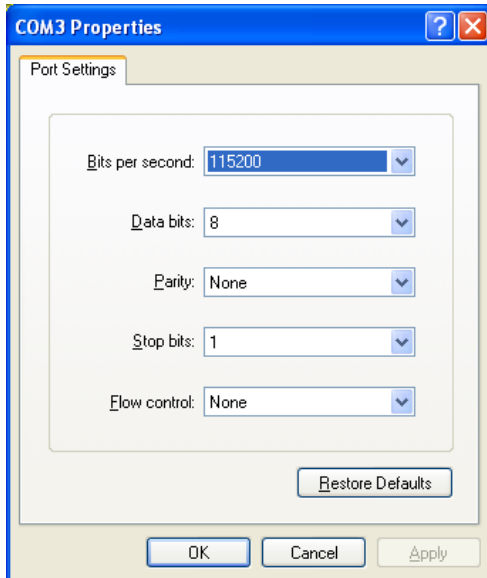 COM3 Properties
Port Settings
Bits per second: 115200
Data bits: 8
Parity: None
Stop bits: 1
Flow control: None
Restore Defaults
OK Cancel Apply